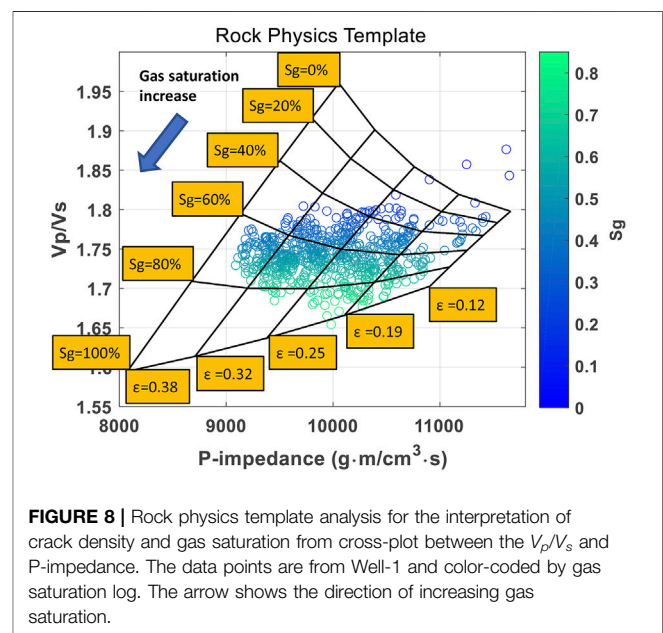 Rock Physics Template
Gas saturation
increase
Sg=0%
Sg=20%
Sg=40%
Sg=60%
Sg=80%
Sg=100%
ε=0.38
ε =0.32
ε =0.25
ε =0.19
ε =0.12
1.95
1.9
1.85
1.8
1.75
1.7
1.65
1.55
Vp/Vs
8000 9000 10000 11000
P-impedance (g·m/cm³·s)
0.8
0.7
0.6
0.5
0.4
0.3
0.2
0.1
0
Sg
FIGURE 8 | Rock physics template analysis for the interpretation of
crack density and gas saturation from cross-plot between the Vp/Vs and
P-impedance. The data points are from Well-1 and color-coded by gas
saturation log. The arrow shows the direction of increasing gas
saturation.